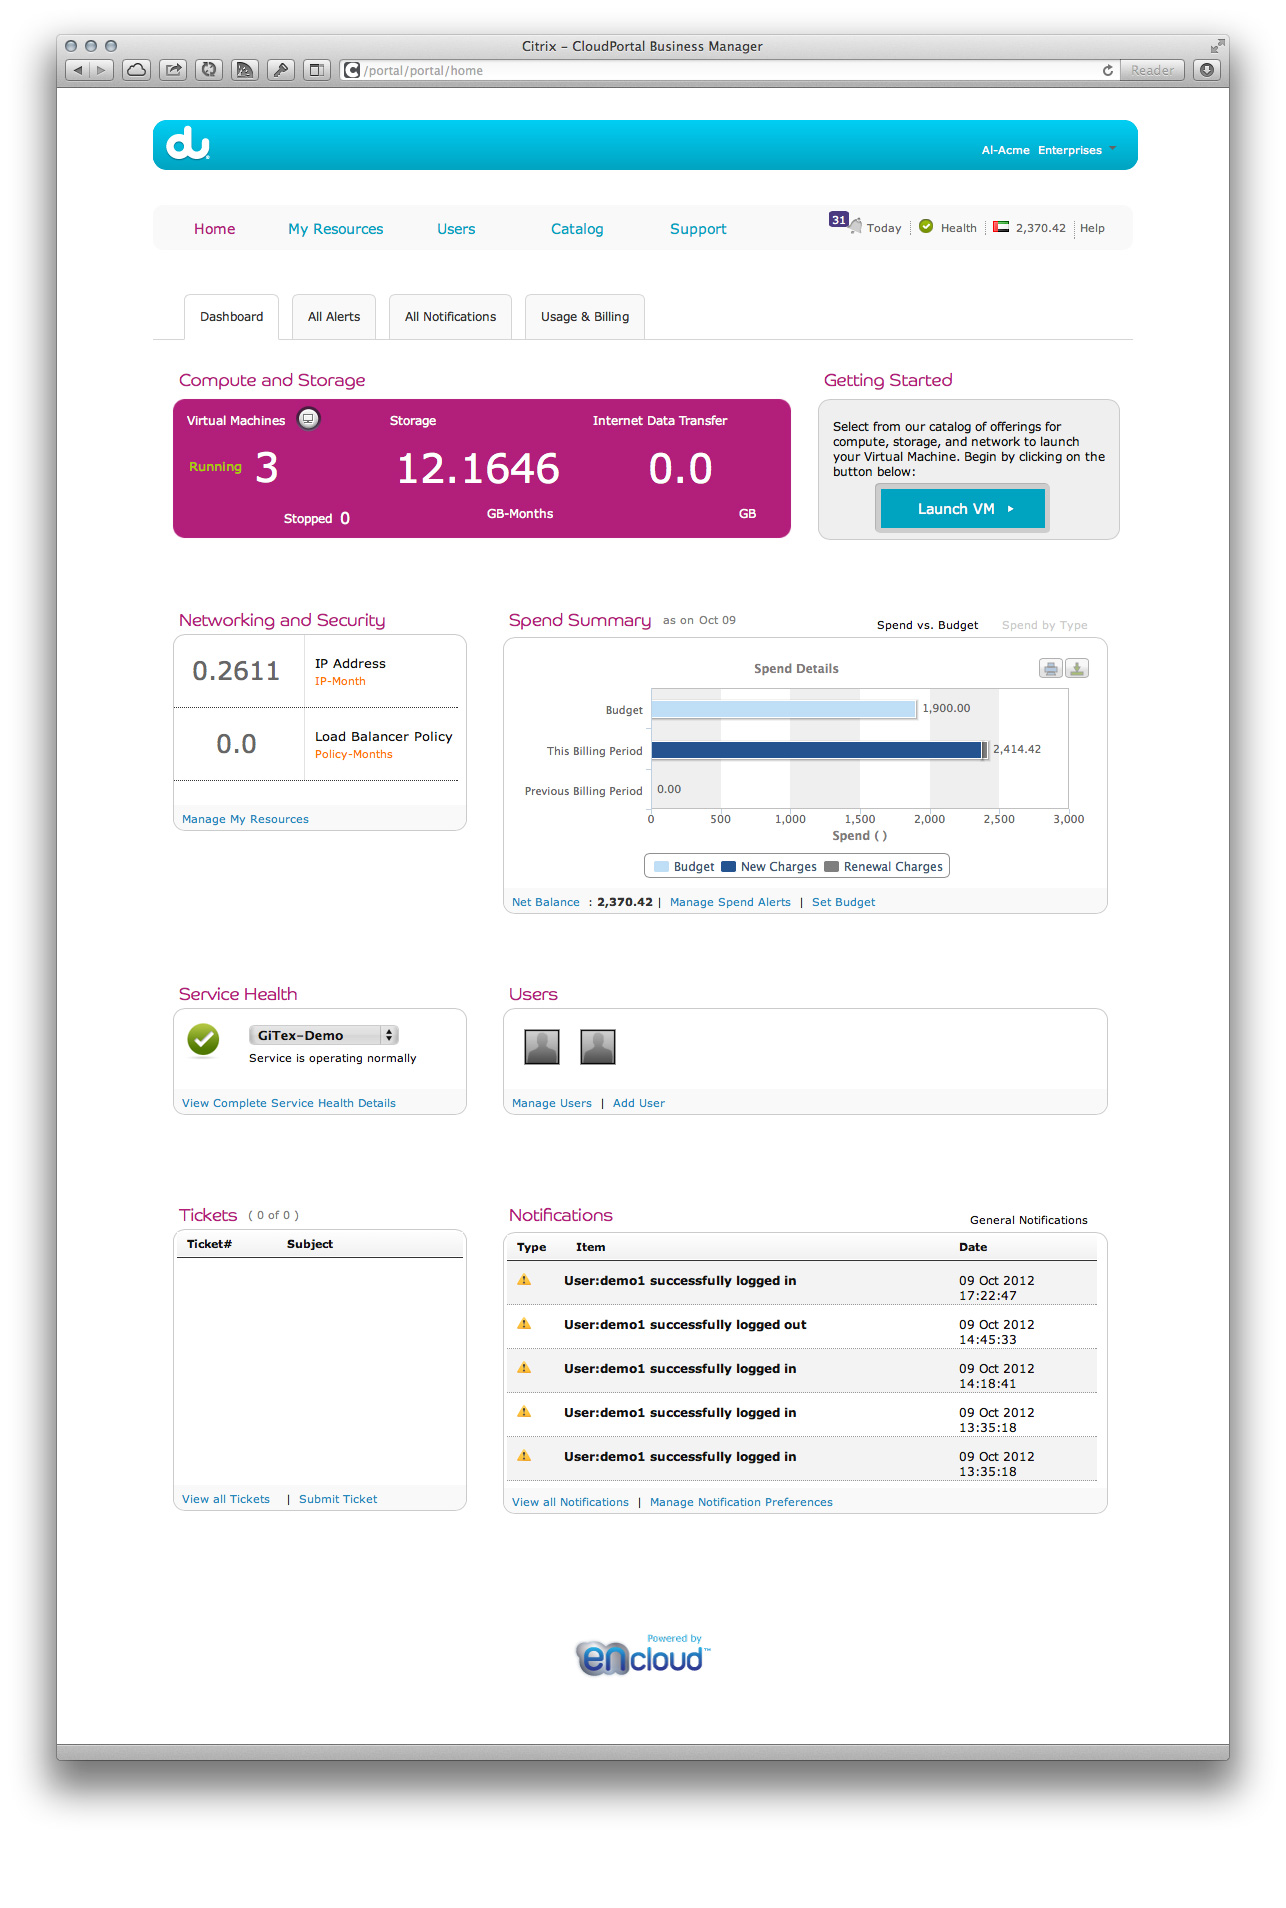 Citrix – CloudPortal Business Manager
/portal/portal/home
Reader
du
Al-Acme Enterprises
Home My Resources Users Catalog Support
31 Today Health 2,370.42 Help
Dashboard All Alerts All Notifications Usage & Billing
Compute and Storage
Virtual Machines Storage Internet Data Transfer
Running 3 12.1646 0.0
Stopped 0 GB-Months GB
Getting Started
Select from our catalog of offerings for
compute, storage, and network to launch
your Virtual Machine. Begin by clicking on the
button below:
Launch VM
Networking and Security
0.2611 IP Address
IP-Month
0.0 Load Balancer Policy
Policy-Months
Manage My Resources
Spend Summary as on Oct 09
Spend vs. Budget Spend by Type
Spend Details
Budget 1,900.00
This Billing Period 2,414.42
Previous Billing Period 0.00
0 500 1,000 1,500 2,000 2,500 3,000
Spend ( )
Budget New Charges Renewal Charges
Net Balance : 2,370.42 | Manage Spend Alerts | Set Budget
Service Health
GiTex-Demo
Service is operating normally
View Complete Service Health Details
Users
Manage Users | Add User
Tickets ( 0 of 0 )
Ticket# Subject
View all Tickets | Submit Ticket
Notifications General Notifications
Type Item Date
User:demo1 successfully logged in 09 Oct 2012
17:22:47
User:demo1 successfully logged out 09 Oct 2012
14:45:33
User:demo1 successfully logged in 09 Oct 2012
14:18:41
User:demo1 successfully logged in 09 Oct 2012
13:35:18
User:demo1 successfully logged in 09 Oct 2012
13:35:18
View all Notifications | Manage Notification Preferences
Powered by
encloud™